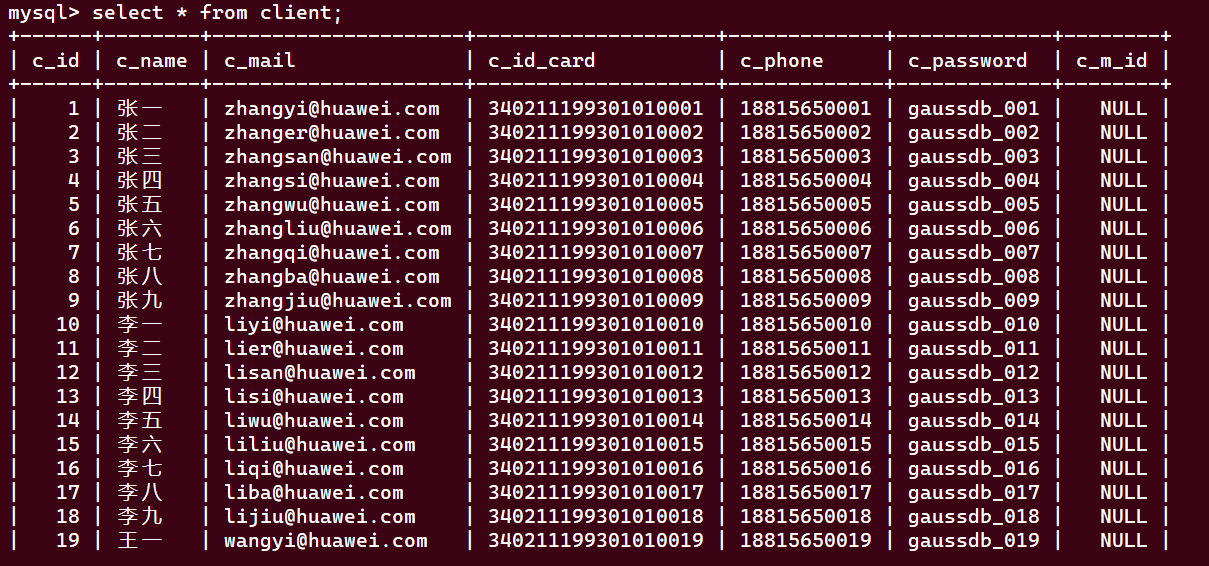 mysql> select * from client;
+------+--------+---------------------+--------------------+-------------+-------------+--------+
| c_id | c_name | c_mail              | c_id_card          | c_phone     | c_password  | c_m_id |
+------+--------+---------------------+--------------------+-------------+-------------+--------+
|    1 | 张一   | zhangyi@huawei.com  | 340211199301010001 | 18815650001 | gaussdb_001 |   NULL |
|    2 | 张二   | zhanger@huawei.com  | 340211199301010002 | 18815650002 | gaussdb_002 |   NULL |
|    3 | 张三   | zhangsan@huawei.com | 340211199301010003 | 18815650003 | gaussdb_003 |   NULL |
|    4 | 张四   | zhangsi@huawei.com  | 340211199301010004 | 18815650004 | gaussdb_004 |   NULL |
|    5 | 张五   | zhangwu@huawei.com  | 340211199301010005 | 18815650005 | gaussdb_005 |   NULL |
|    6 | 张六   | zhangliu@huawei.com | 340211199301010006 | 18815650006 | gaussdb_006 |   NULL |
|    7 | 张七   | zhangqi@huawei.com  | 340211199301010007 | 18815650007 | gaussdb_007 |   NULL |
|    8 | 张八   | zhangba@huawei.com  | 340211199301010008 | 18815650008 | gaussdb_008 |   NULL |
|    9 | 张九   | zhangjiu@huawei.com | 340211199301010009 | 18815650009 | gaussdb_009 |   NULL |
|   10 | 李一   | liyi@huawei.com     | 340211199301010010 | 18815650010 | gaussdb_010 |   NULL |
|   11 | 李二   | lier@huawei.com     | 340211199301010011 | 18815650011 | gaussdb_011 |   NULL |
|   12 | 李三   | lisan@huawei.com    | 340211199301010012 | 18815650012 | gaussdb_012 |   NULL |
|   13 | 李四   | lisi@huawei.com     | 340211199301010013 | 18815650013 | gaussdb_013 |   NULL |
|   14 | 李五   | liwu@huawei.com     | 340211199301010014 | 18815650014 | gaussdb_014 |   NULL |
|   15 | 李六   | liliu@huawei.com    | 340211199301010015 | 18815650015 | gaussdb_015 |   NULL |
|   16 | 李七   | liqi@huawei.com     | 340211199301010016 | 18815650016 | gaussdb_016 |   NULL |
|   17 | 李八   | liba@huawei.com     | 340211199301010017 | 18815650017 | gaussdb_017 |   NULL |
|   18 | 李九   | lijiu@huawei.com    | 340211199301010018 | 18815650018 | gaussdb_018 |   NULL |
|   19 | 王一   | wangyi@huawei.com   | 340211199301010019 | 18815650019 | gaussdb_019 |   NULL |